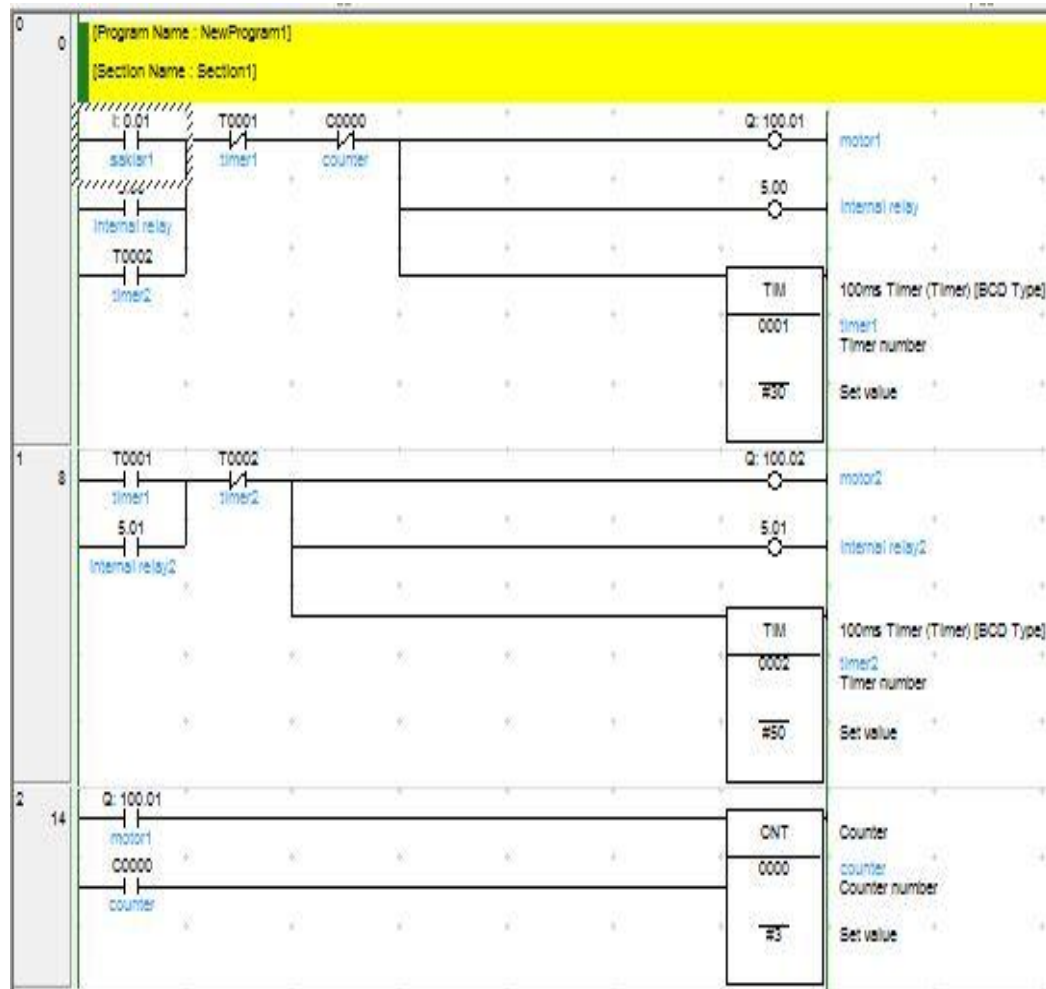 0
0
[Program Name : NewProgram1]
[Section Name : Section1]
I: 0.01
T0001
C0000
Q: 100.01
saklar1
timer1
counter
motor1
5.00
Internal relay
Internal relay
T0002
timer2
TIM
100ms Timer (Timer) [BCD Type]
0001
timer1
Timer number
#30
Set value
1
8
T0001
T0002
Q: 100.02
timer1
timer2
motor2
5.01
5.01
Internal relay2
Internal relay2
TIM
100ms Timer (Timer) [BCD Type]
0002
timer2
Timer number
#50
Set value
2
14
Q: 100.01
motor1
CNT
Counter
C0000
0000
counter
counter
Counter number
#3
Set value